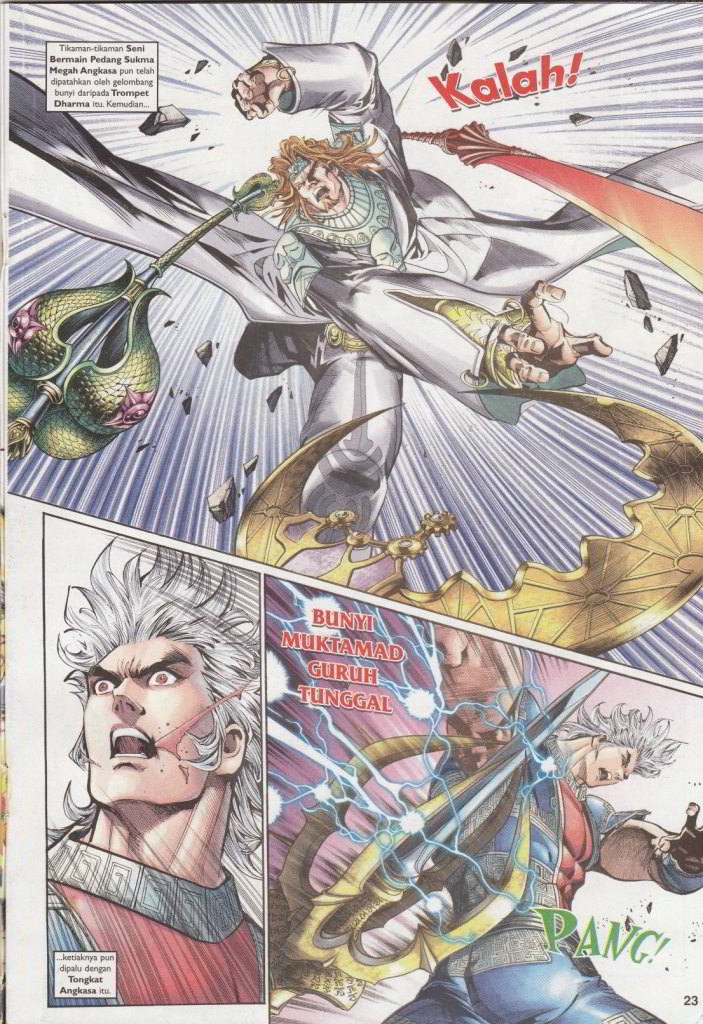 Tikaman-tikaman Seni
Bermain Pedang Sukma
Megah Angkasa pun telah
dipatahkan oleh gelombang
bunyi daripada Trompet
Dharma itu. Kemudian...
Kalah!
BUNYI
MUKTAMAD
GURUH
TUNGGAL
...ketiaknya pun
dipalu dengan
Tongkat
Angkasa itu.
PANG!
23